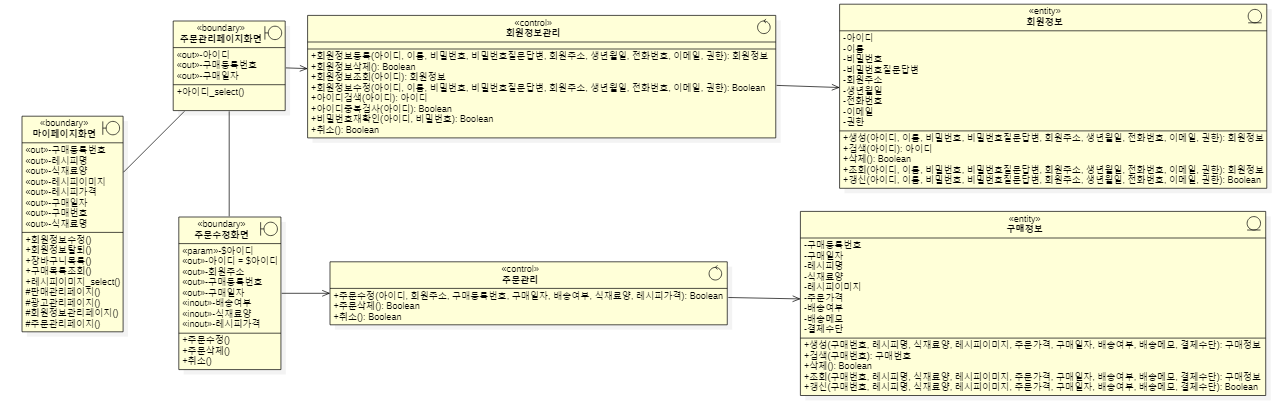 «boundary»
주문관리페이지화면
«out»-아이디
«out»-구매등록번호
«out»-구매일자
+아이디_select()
«control»
회원정보관리
+회원정보등록(아이디, 이름, 비밀번호, 비밀번호질문답변, 회원주소, 생년월일, 전화번호, 이메일, 권한): 회원정보
+회원정보삭제(): Boolean
+회원정보조회(아이디): 회원정보
+회원정보수정(아이디, 이름, 비밀번호, 비밀번호질문답변, 회원주소, 생년월일, 전화번호, 이메일, 권한): Boolean
+아이디검색(아이디): 아이디
+아이디중복검사(아이디): Boolean
+비밀번호재확인(아이디, 비밀번호): Boolean
+취소(): Boolean
«entity»
회원정보
-아이디
-이름
-비밀번호
-비밀번호질문답변
-회원주소
-생년월일
-전화번호
-이메일
-권한
+생성(아이디, 이름, 비밀번호, 비밀번호질문답변, 회원주소, 생년월일, 전화번호, 이메일, 권한): 회원정보
+검색(아이디): 아이디
+삭제(): Boolean
+조회(아이디, 이름, 비밀번호, 비밀번호질문답변, 회원주소, 생년월일, 전화번호, 이메일, 권한): 회원정보
+갱신(아이디, 이름, 비밀번호, 비밀번호질문답변, 회원주소, 생년월일, 전화번호, 이메일, 권한): Boolean
«boundary»
마이페이지화면
«out»-구매등록번호
«out»-레시피명
«out»-식재료양
«out»-레시피이미지
«out»-레시피가격
«out»-구매일자
«out»-구매번호
«out»-식재료명
+회원정보수정()
+회원정보탈퇴()
+장바구니목록()
+구매목록조회()
+레시피이미지_select()
#판매관리페이지()
#광고관리페이지()
#회원정보관리페이지()
#주문관리페이지()
«boundary»
주문수정화면
«param»-$아이디
«out»-아이디 = $아이디
«out»-회원주소
«out»-구매등록번호
«out»-구매일자
«inout»-배송여부
«inout»-식재료양
«inout»-레시피가격
+주문수정()
+주문삭제()
+취소()
«control»
주문관리
+주문수정(아이디, 회원주소, 구매등록번호, 구매일자, 배송여부, 식재료양, 레시피가격): Boolean
+주문삭제(): Boolean
+취소(): Boolean
«entity»
구매정보
-구매등록번호
-구매일자
-레시피명
-식재료양
-레시피이미지
-주문가격
-배송여부
-배송메모
-결제수단
+생성(구매번호, 레시피명, 식재료양, 레시피이미지, 주문가격, 구매일자, 배송여부, 배송메모, 결제수단): 구매정보
+검색(구매번호): 구매번호
+삭제(): Boolean
+조회(구매번호, 레시피명, 식재료양, 레시피이미지, 주문가격, 구매일자, 배송여부, 배송메모, 결제수단): 구매정보
+갱신(구매번호, 레시피명, 식재료양, 레시피이미지, 주문가격, 구매일자, 배송여부, 배송메모, 결제수단): Boolean